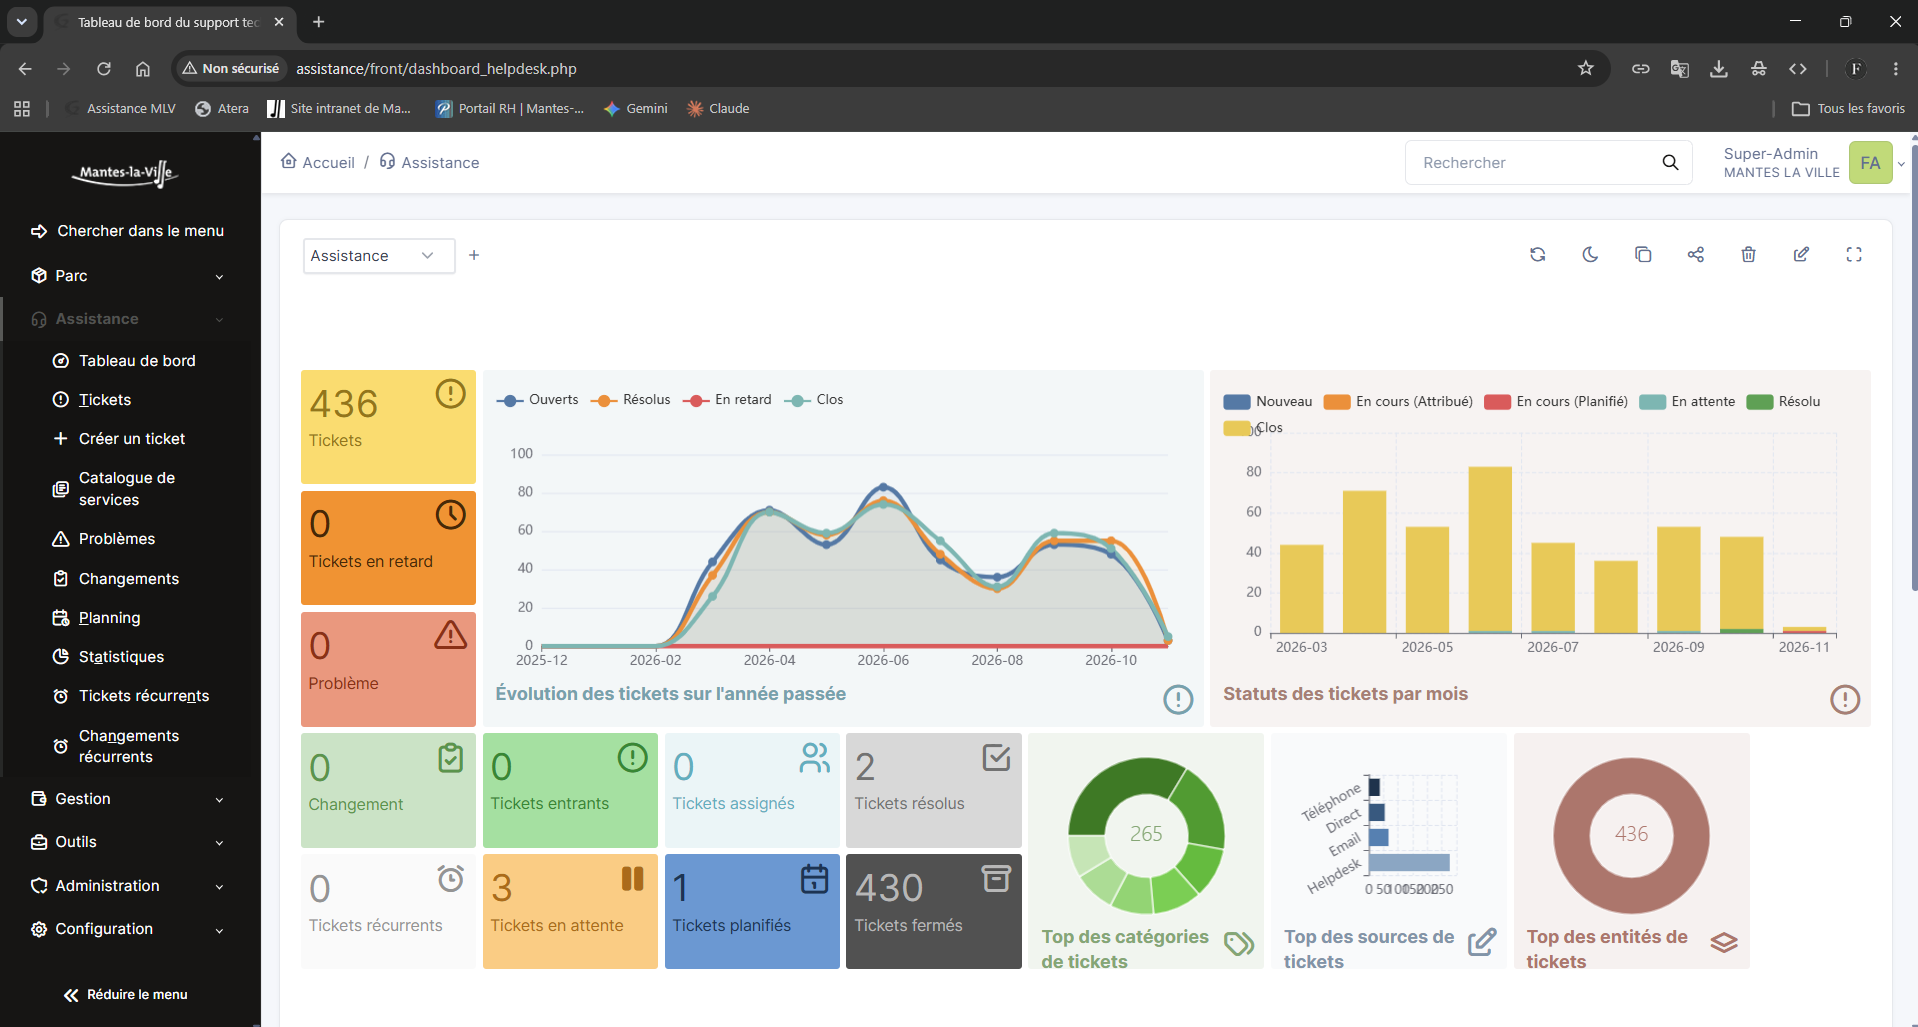 Tableau de bord du support tec
Non sécurisé
assistance/front/dashboard_helpdesk.php
F
Assistance MLV
Atera
Site intranet de Ma...
Portail RH | Mantes-...
Gemini
Claude
Tous les favoris
Mantes-la-Ville
Chercher dans le menu
Parc
Assistance
Tableau de bord
Tickets
Créer un ticket
Catalogue de
services
Problèmes
Changements
Planning
Statistiques
Tickets récurrents
Changements
récurrents
Gestion
Outils
Administration
Configuration
Réduire le menu
Accueil / Assistance
Rechercher
Super-Admin
MANTES LA VILLE
FA
Assistance
436
Tickets
0
Tickets en retard
0
Problème
Ouverts
Résolus
En retard
Clos
100
80
60
40
20
0
2025-12
2026-02
2026-04
2026-06
2026-08
2026-10
Évolution des tickets sur l'année passée
Nouveau
En cours (Attribué)
En cours (Planifié)
En attente
Résolu
Clos
80
60
40
20
0
2026-03
2026-05
2026-07
2026-09
2026-11
Statuts des tickets par mois
0
Changement
0
Tickets entrants
0
Tickets assignés
2
Tickets résolus
0
Tickets récurrents
3
Tickets en attente
1
Tickets planifiés
430
Tickets fermés
265
Top des catégories
de tickets
Téléphone
Direct
Email
Helpdesk
0 50 100 150 200 250
Top des sources de
tickets
436
Top des entités de
tickets